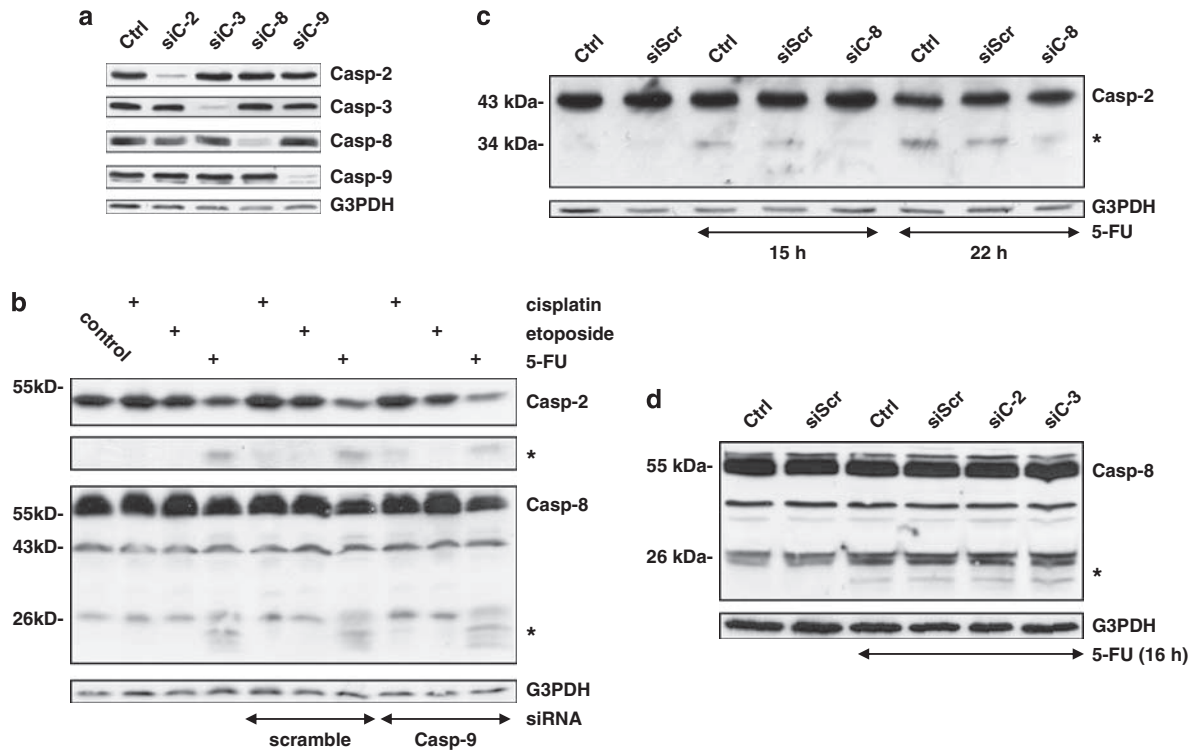 a
Ctrl siC-2 siC-3 siC-8 siC-9
Casp-2
Casp-3
Casp-8
Casp-9
G3PDH
c
Ctrl siScr Ctrl siScr siC-8 Ctrl siScr siC-8
43 kDa- Casp-2
34 kDa- *
G3PDH
5-FU
15 h 22 h
b
+ + + cisplatin
control + + + etoposide
+ + + 5-FU
55kD- Casp-2
*
Casp-8
55kD-
43kD-
26kD-
*
G3PDH
siRNA
scramble Casp-9
d
Ctrl siScr Ctrl siScr siC-2 siC-3
55 kDa- Casp-8
26 kDa-
*
G3PDH
5-FU (16 h)